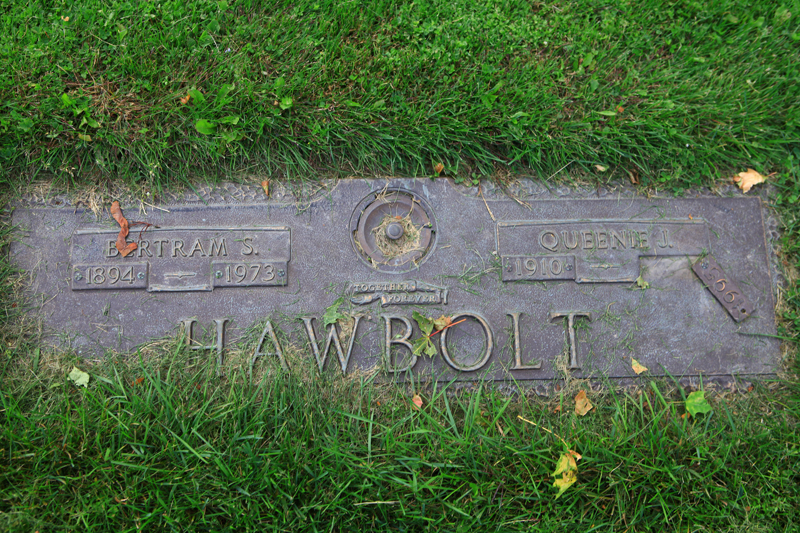 BERTRAM S.
1894 1973
QUEENIE J.
1910
TOGETHER
FOREVER
HAWBOLT